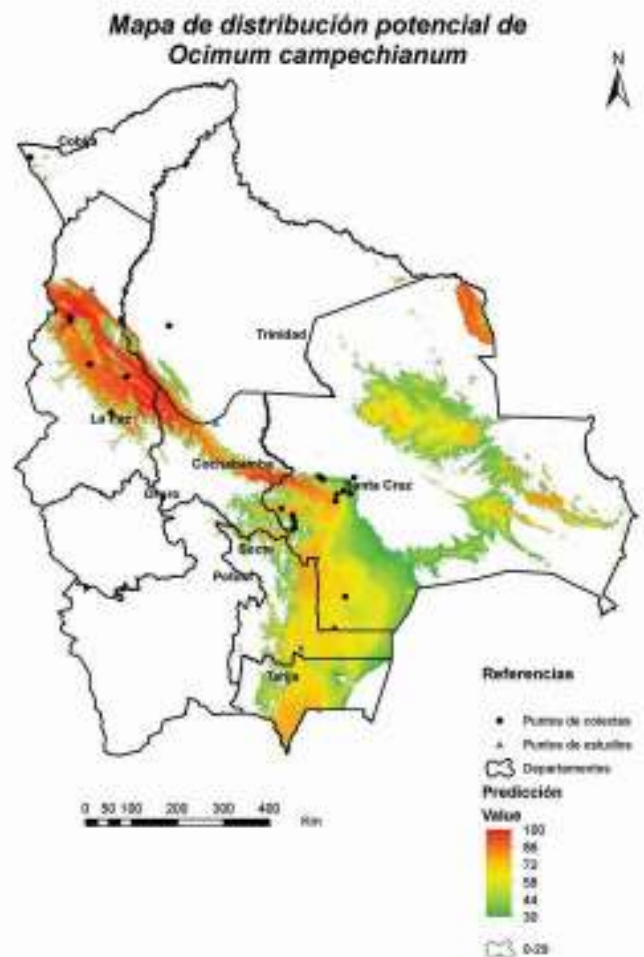 Mapa de distribución potencial de
Ocimum campechianum
N
Cobija
Trinidad
La Paz
Cochabamba
Oruro
Santa Cruz
Sucre
Potosí
Tarija
Referencias
Puntos de colectas
Puntos de estudios
Departamentos
Predicción
Value
100
86
72
58
44
30
0-29
0 50 100 200 300 400
Km